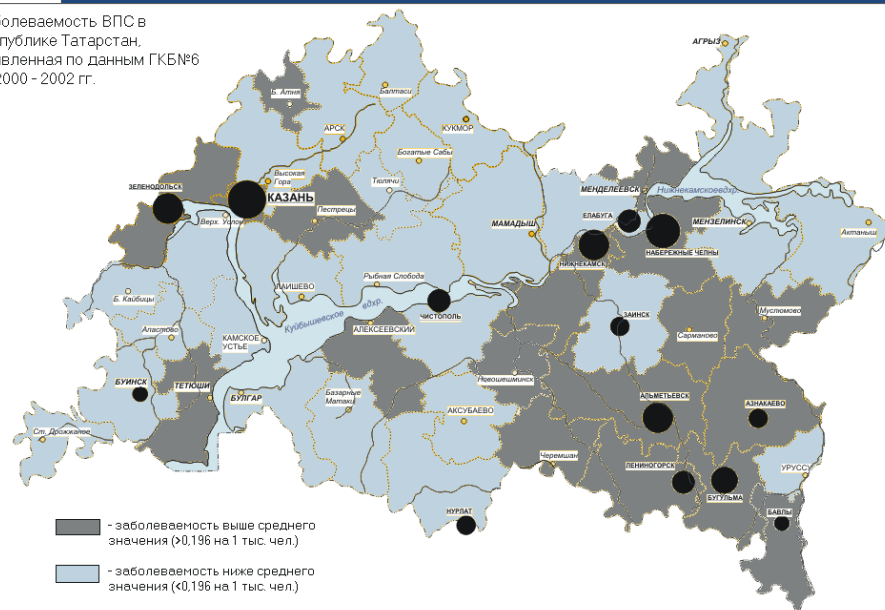 болеваемость ВПС в
публике Татарстан,
вленная по данным ГКБ№6
2000 - 2002 гг.
АГРЫЗ
Балтаси
Б. Атня
АРСК
КУКМОР
Богатые Сабы
Высокая
Гора
Тюлячи
ЗЕЛЕНОДОЛЬСК
КАЗАНЬ
Пестрецы
Верх. Услон
МЕНДЕЛЕЕВСК
Нижнекамскоевдхр.
ЕЛАБУГА
МЕНЗЕЛИНСК
Актаныш
МАМАДЫШ
НАБЕРЕЖНЫЕ ЧЕЛНЫ
НИЖНЕКАМСК
Рыбная Слобода
ЛАИШЕВО
Б. Кайбицы
Куйбышевское вдхр.
ЧИСТОПОЛЬ
ЗАИНСК
Муслюмово
Сарманово
Апастово
КАМСКОЕ
УСТЬЕ
АЛЕКСЕЕВСКИЙ
Новошешминск
БУИНСК
ТЕТЮШИ
БУЛГАР
Базарные
Матаки
АКСУБАЕВО
АЛЬМЕТЬЕВСК
АЗНАКАЕВО
Ст. Дрожжаное
Черемшан
ЛЕНИНОГОРСК
БУГУЛЬМА
УРУССУ
НУРЛАТ
БАВЛЫ
- заболеваемость выше среднего
значения (>0,196 на 1 тыс. чел.)
- заболеваемость ниже среднего
значения (<0,196 на 1 тыс. чел.)